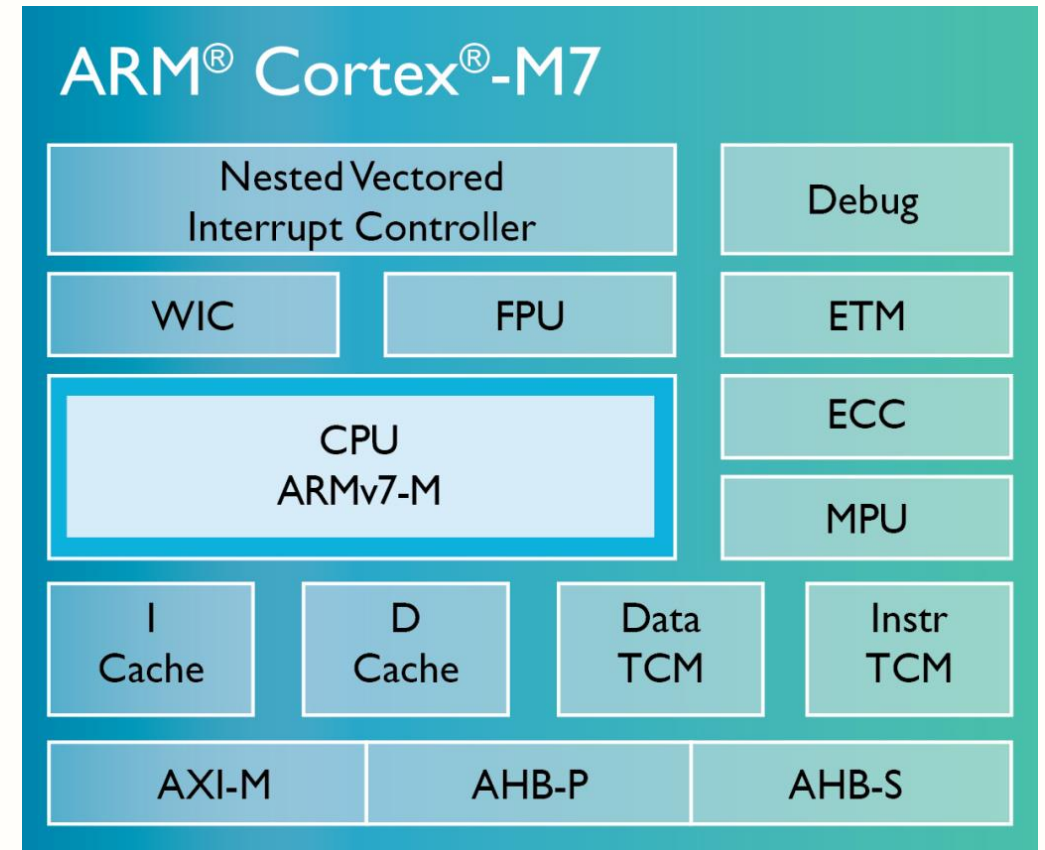 ARM® Cortex®-M7
Nested Vectored
Interrupt Controller
Debug
WIC
FPU
ETM
CPU
ARMv7-M
ECC
MPU
I
Cache
D
Cache
Data
TCM
Instr
TCM
AXI-M
AHB-P
AHB-S